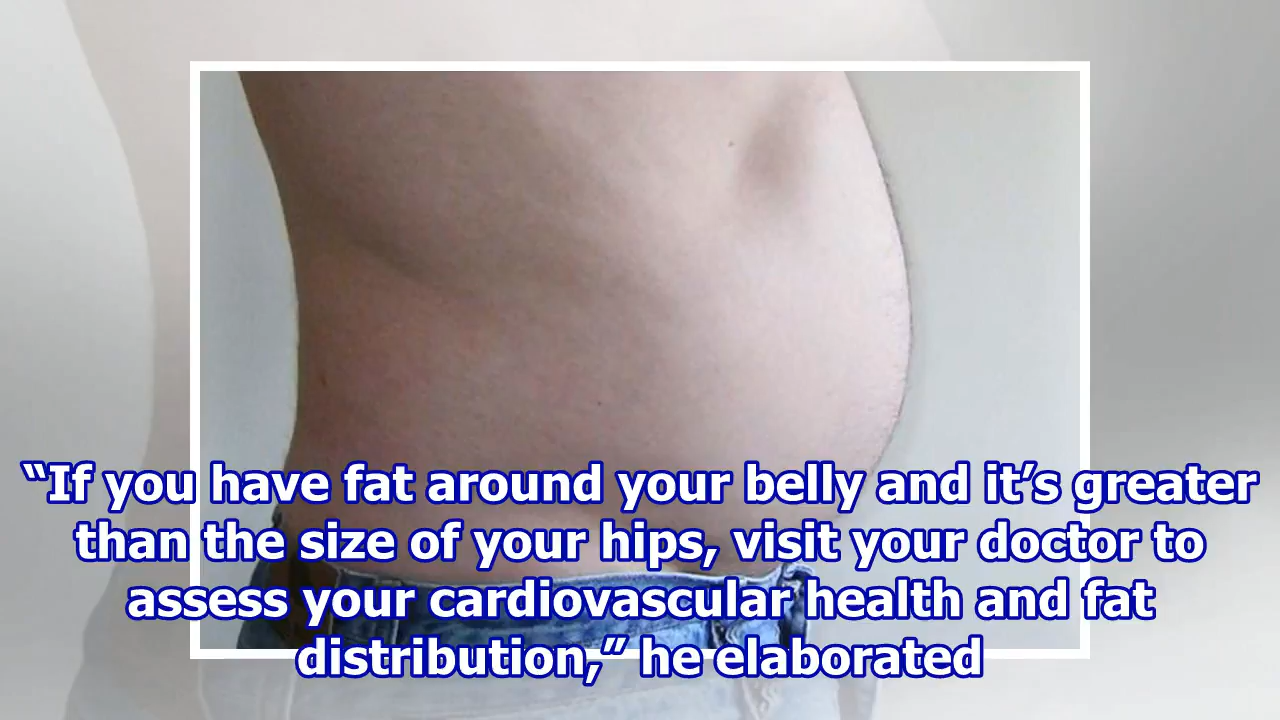 “If you have fat around your belly and it’s greater
than the size of your hips, visit your doctor to
assess your cardiovascular health and fat
distribution,” he elaborated